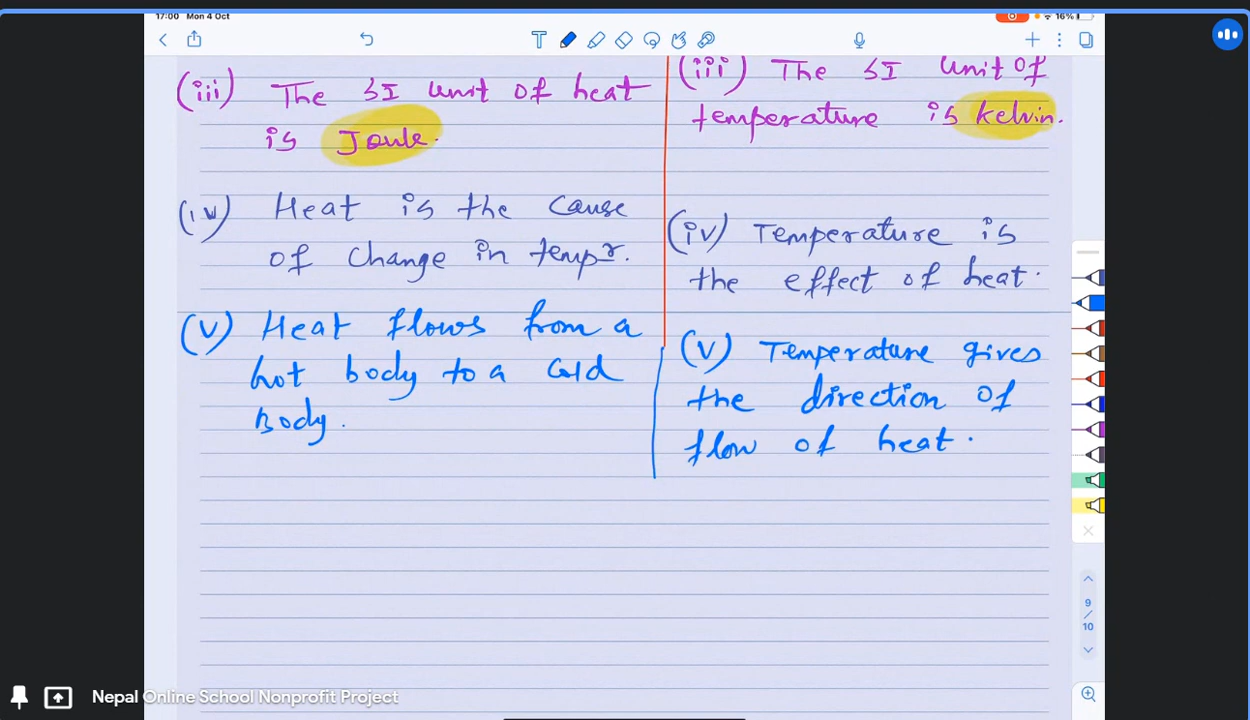 17:00 Mon 4 Oct
16%
(iii) The SI unit of heat
is Joule.
(iv) Heat is the cause
of change in tempr.
(v) Heat flows from a
hot body to a cold
Body.
(iii) The SI unit of
temperature is kelvin.
(iv) Temperature is
the effect of heat.
(v) Temperature gives
the direction of
flow of heat.
9
/
10
Nepal Online School Nonprofit Project